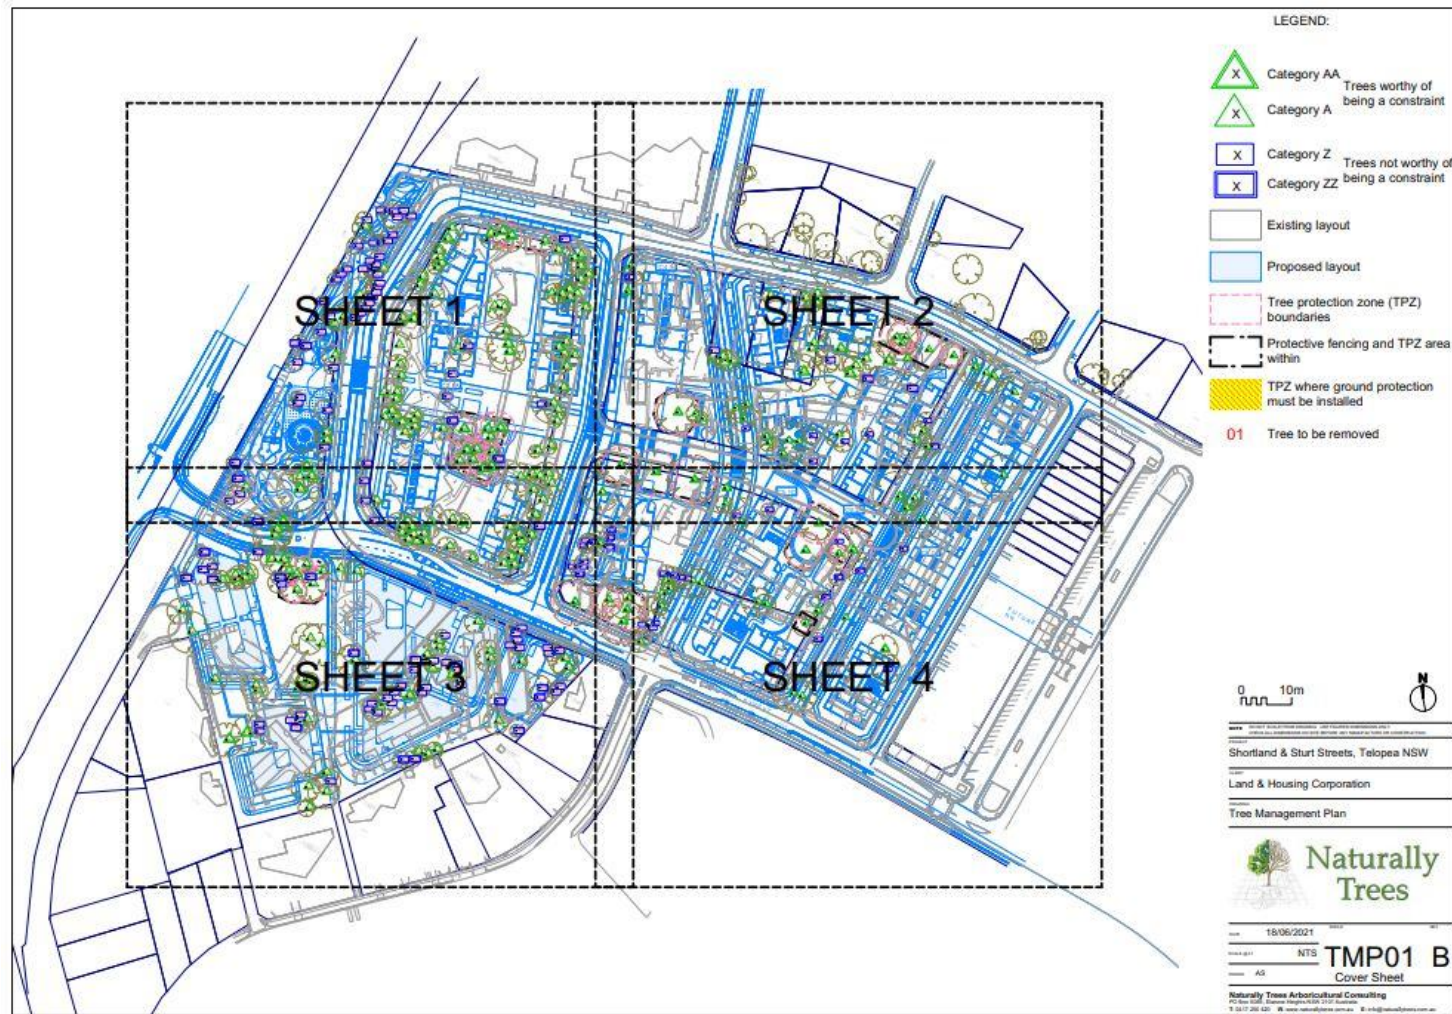 LEGEND:
X Category AA
Trees worthy of
being a constraint
X Category A
X Category Z
Trees not worthy of
being a constraint
X Category ZZ
Existing layout
Proposed layout
Tree protection zone (TPZ)
boundaries
Protective fencing and TPZ area
within
TPZ where ground protection
must be installed
01 Tree to be removed
SHEET 1
SHEET 2
SHEET 3
SHEET 4
0 10m
N
Shortland & Sturt Streets, Telopea NSW
Land & Housing Corporation
Tree Management Plan
Naturally
Trees
18/06/2021
NTS
TMP01 B
AS
Cover Sheet
Naturally Trees Arboricultural Consulting